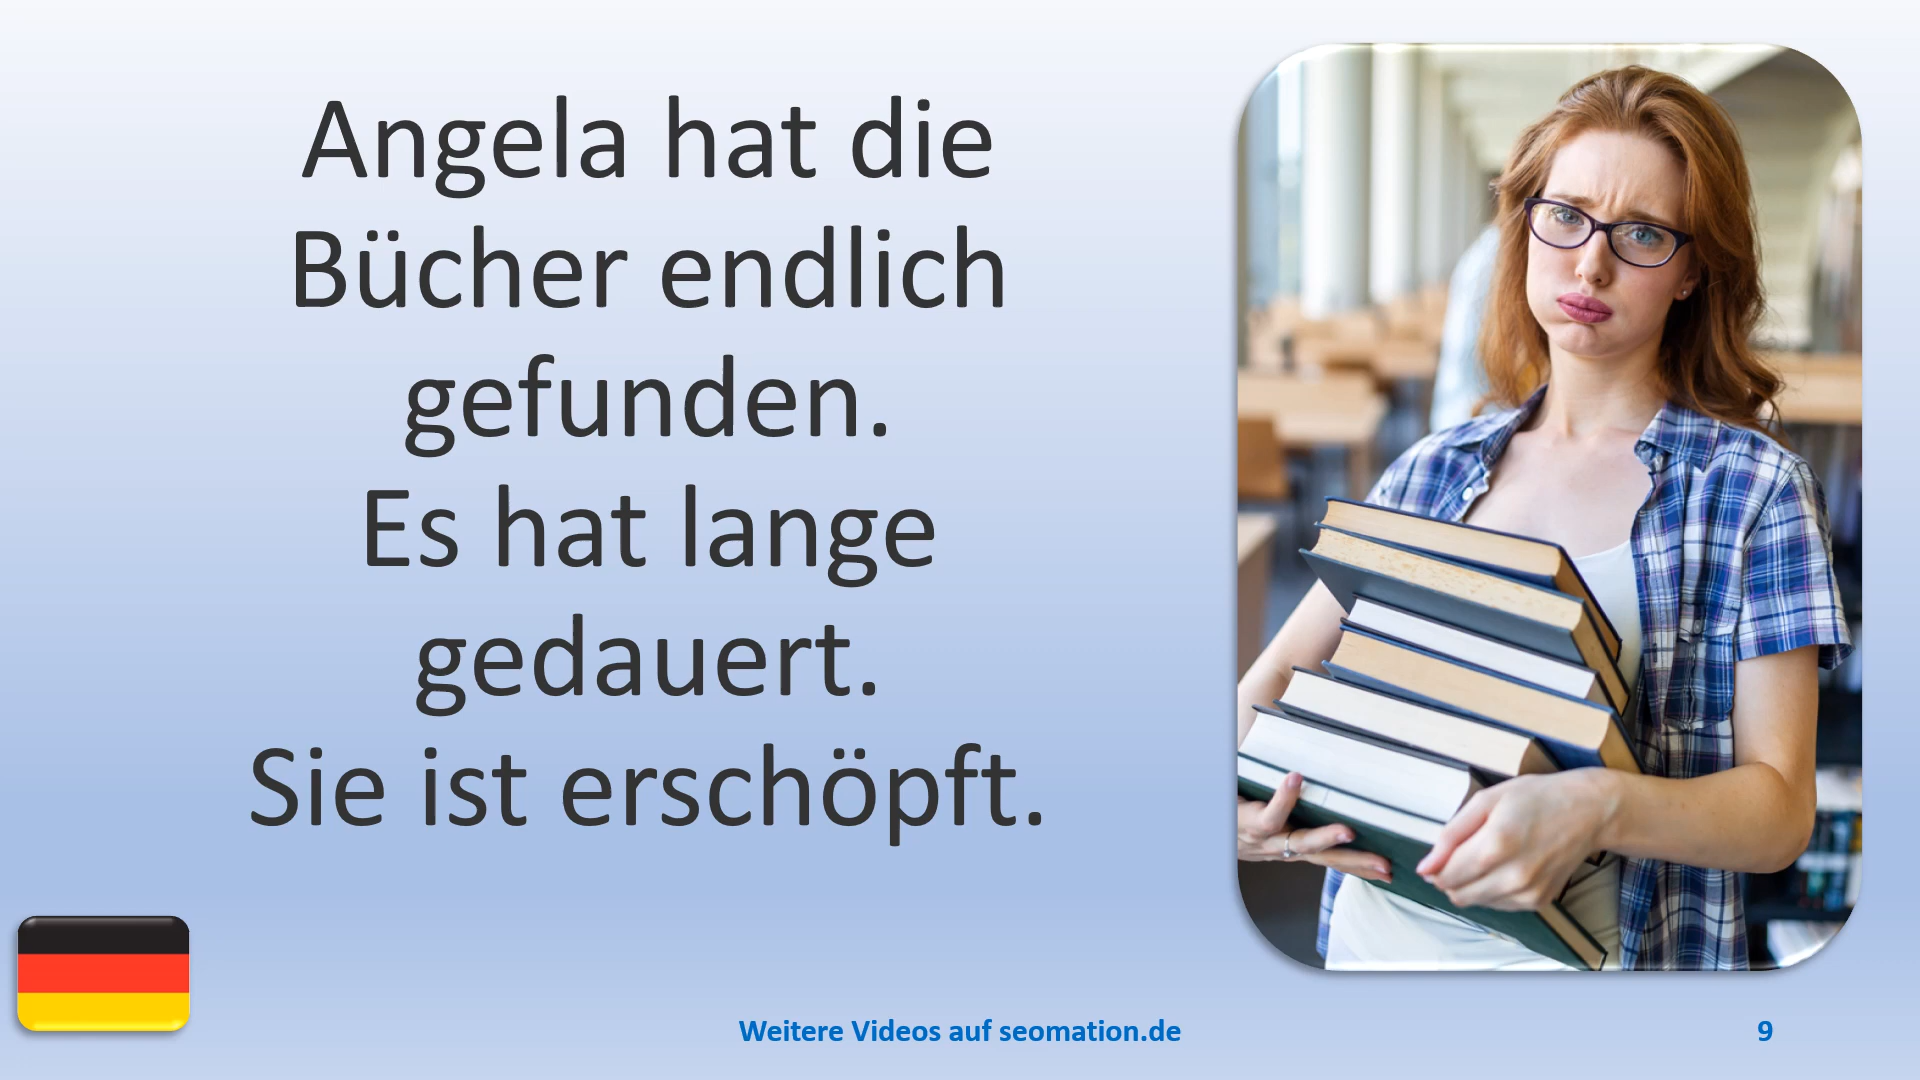 Angela hat die
Bücher endlich
gefunden.
Es hat lange
gedauert.
Sie ist erschöpft.
Weitere Videos auf seomation.de
9